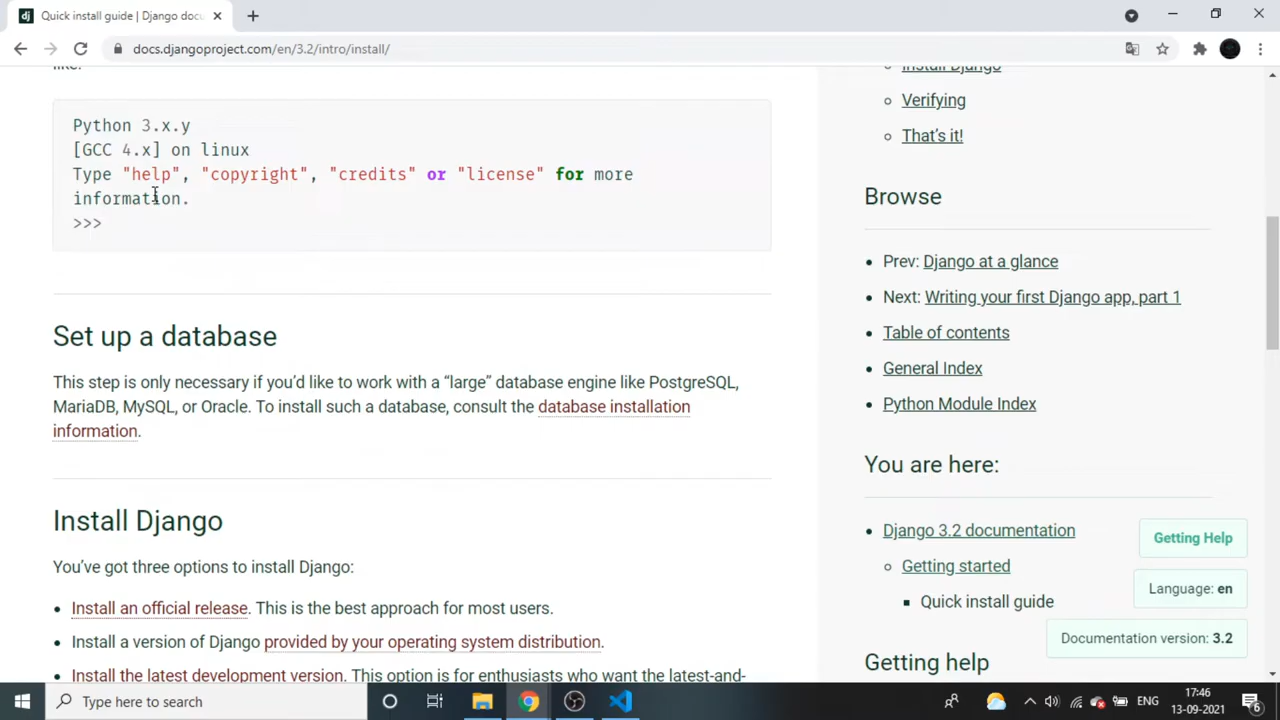 Quick install guide | Django docu
docs.djangoproject.com/en/3.2/intro/install/
like:
Python 3.x.y
[GCC 4.x] on linux
Type "help", "copyright", "credits" or "license" for more
information.
>>>
Set up a database
This step is only necessary if you'd like to work with a “large” database engine like PostgreSQL,
MariaDB, MySQL, or Oracle. To install such a database, consult the database installation
information.
Install Django
You've got three options to install Django:
Install an official release. This is the best approach for most users.
Install a version of Django provided by your operating system distribution.
Install the latest development version. This option is for enthusiasts who want the latest-and-
Install Django
Verifying
That's it!
Browse
Prev: Django at a glance
Next: Writing your first Django app, part 1
Table of contents
General Index
Python Module Index
You are here:
Django 3.2 documentation
Getting started
Quick install guide
Getting help
Getting Help
Language: en
Documentation version: 3.2
Type here to search
ENG
17:46
13-09-2021
6